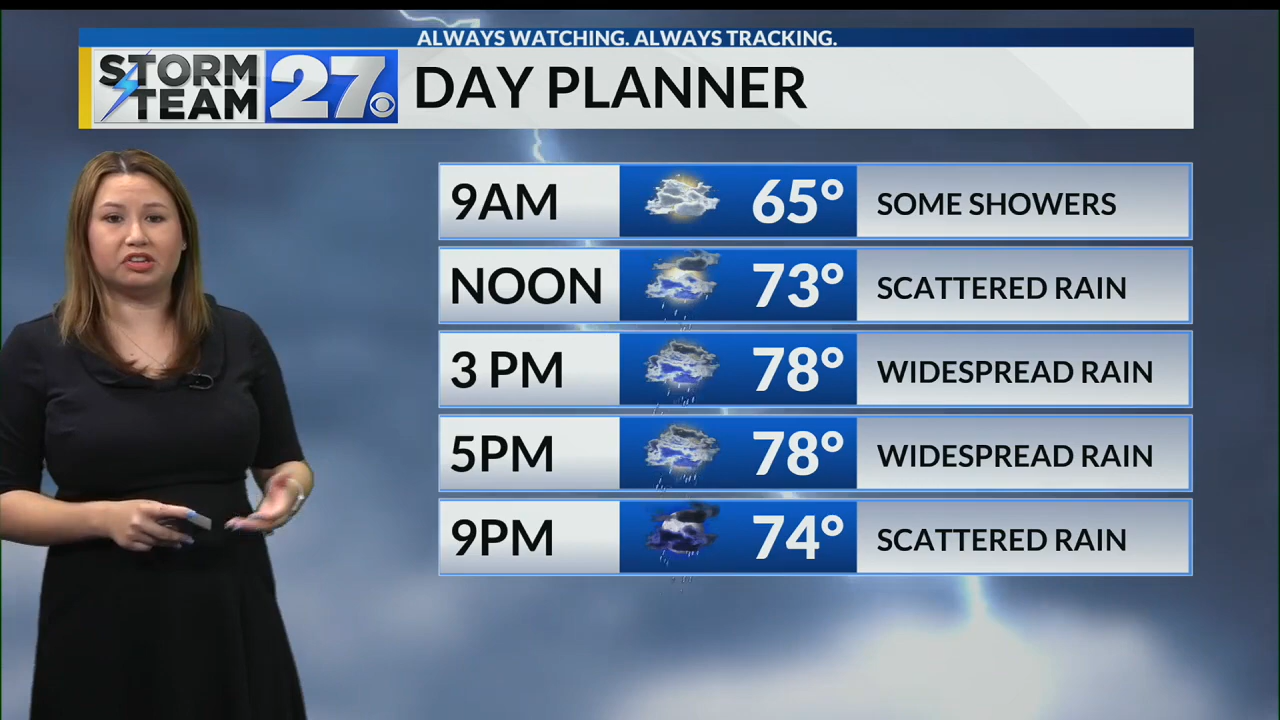 ALWAYS WATCHING. ALWAYS TRACKING.
STORM TEAM 27
DAY PLANNER
9AM 65° SOME SHOWERS
NOON 73° SCATTERED RAIN
3 PM 78° WIDESPREAD RAIN
5PM 78° WIDESPREAD RAIN
9PM 74° SCATTERED RAIN